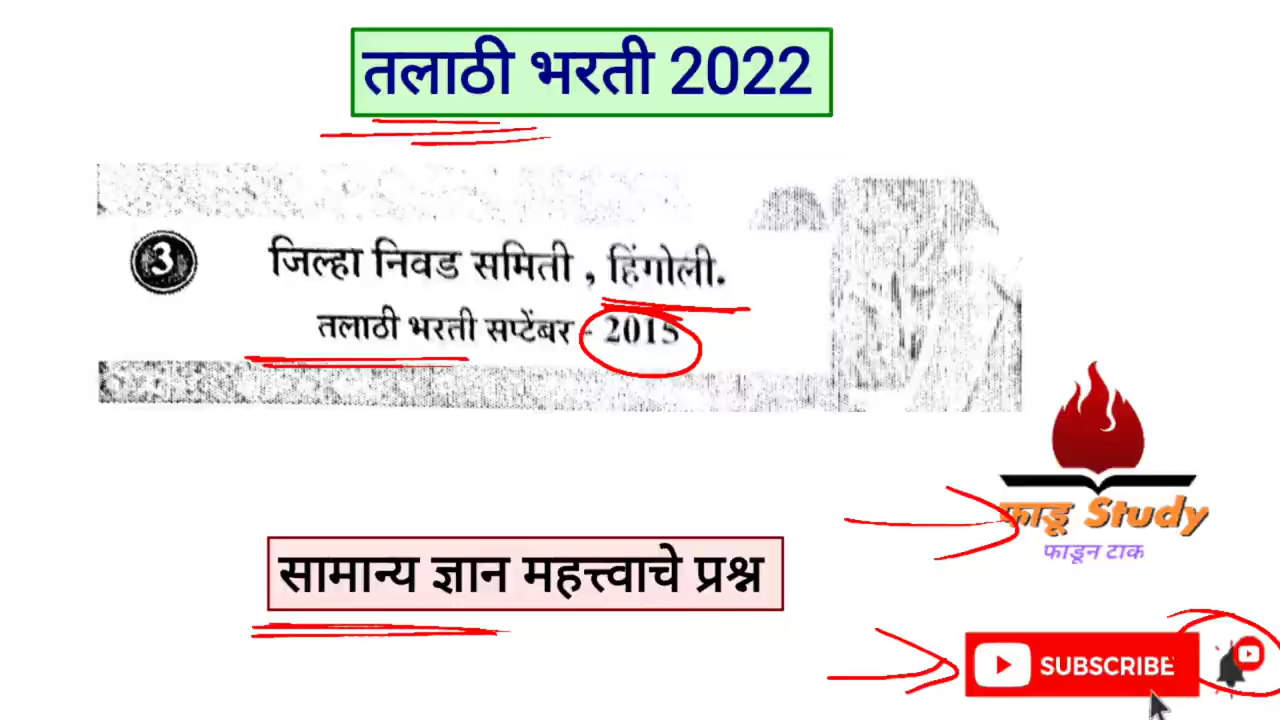 तलाठी भरती 2022
3
जिल्हा निवड समिती , हिंगोली.
तलाठी भरती सप्टेंबर - 2015
फाडू Study
फाडून टाक
सामान्य ज्ञान महत्त्वाचे प्रश्न
SUBSCRIBE